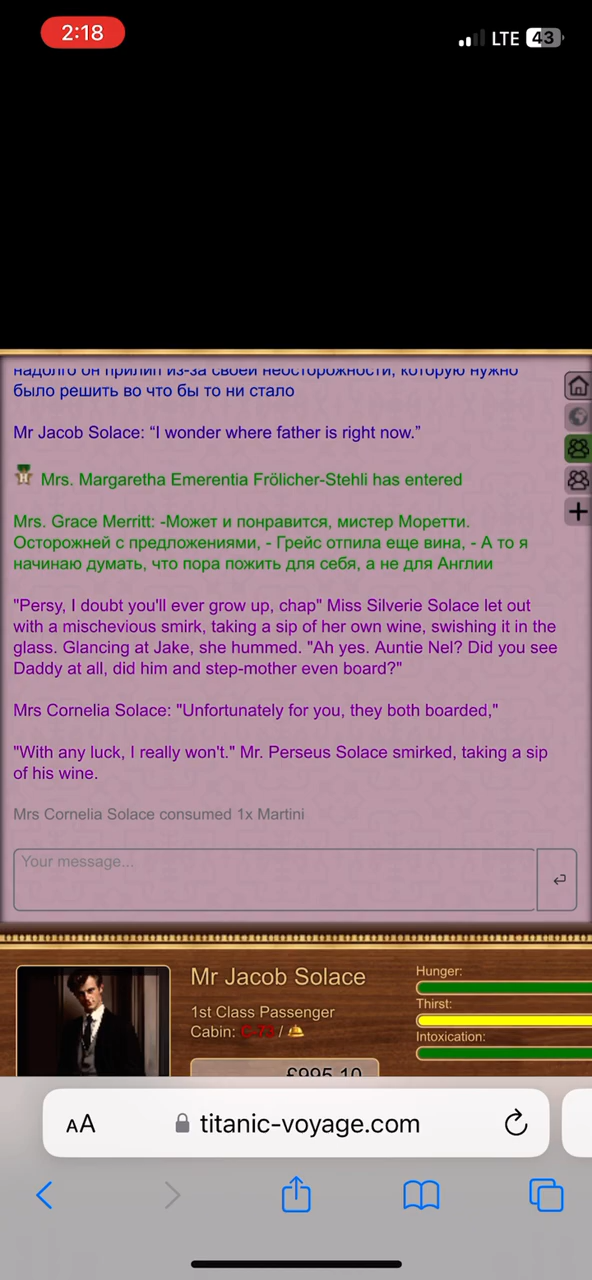 2:18
LTE 43
надолго он прилип из-за своей неосторожности, которую нужно
было решить во что бы то ни стало
Mr Jacob Solace: “I wonder where father is right now.”
H
Mrs. Margaretha Emerentia Frölicher-Stehli has entered
Mrs. Grace Merritt: -Может и понравится, мистер Моретти.
Осторожней с предложениями, - Грейс отпила еще вина, - А то я
начинаю думать, что пора пожить для себя, а не для Англии
"Persy, I doubt you'll ever grow up, chap" Miss Silverie Solace let out
with a mischevious smirk, taking a sip of her own wine, swishing it in the
glass. Glancing at Jake, she hummed. "Ah yes. Auntie Nel? Did you see
Daddy at all, did him and step-mother even board?"
Mrs Cornelia Solace: "Unfortunately for you, they both boarded,"
"With any luck, I really won't." Mr. Perseus Solace smirked, taking a sip
of his wine.
Mrs Cornelia Solace consumed 1x Martini
Your message...
Mr Jacob Solace
1st Class Passenger
Cabin: C-73 /
£995.10
Hunger:
Thirst:
Intoxication:
AA
titanic-voyage.com